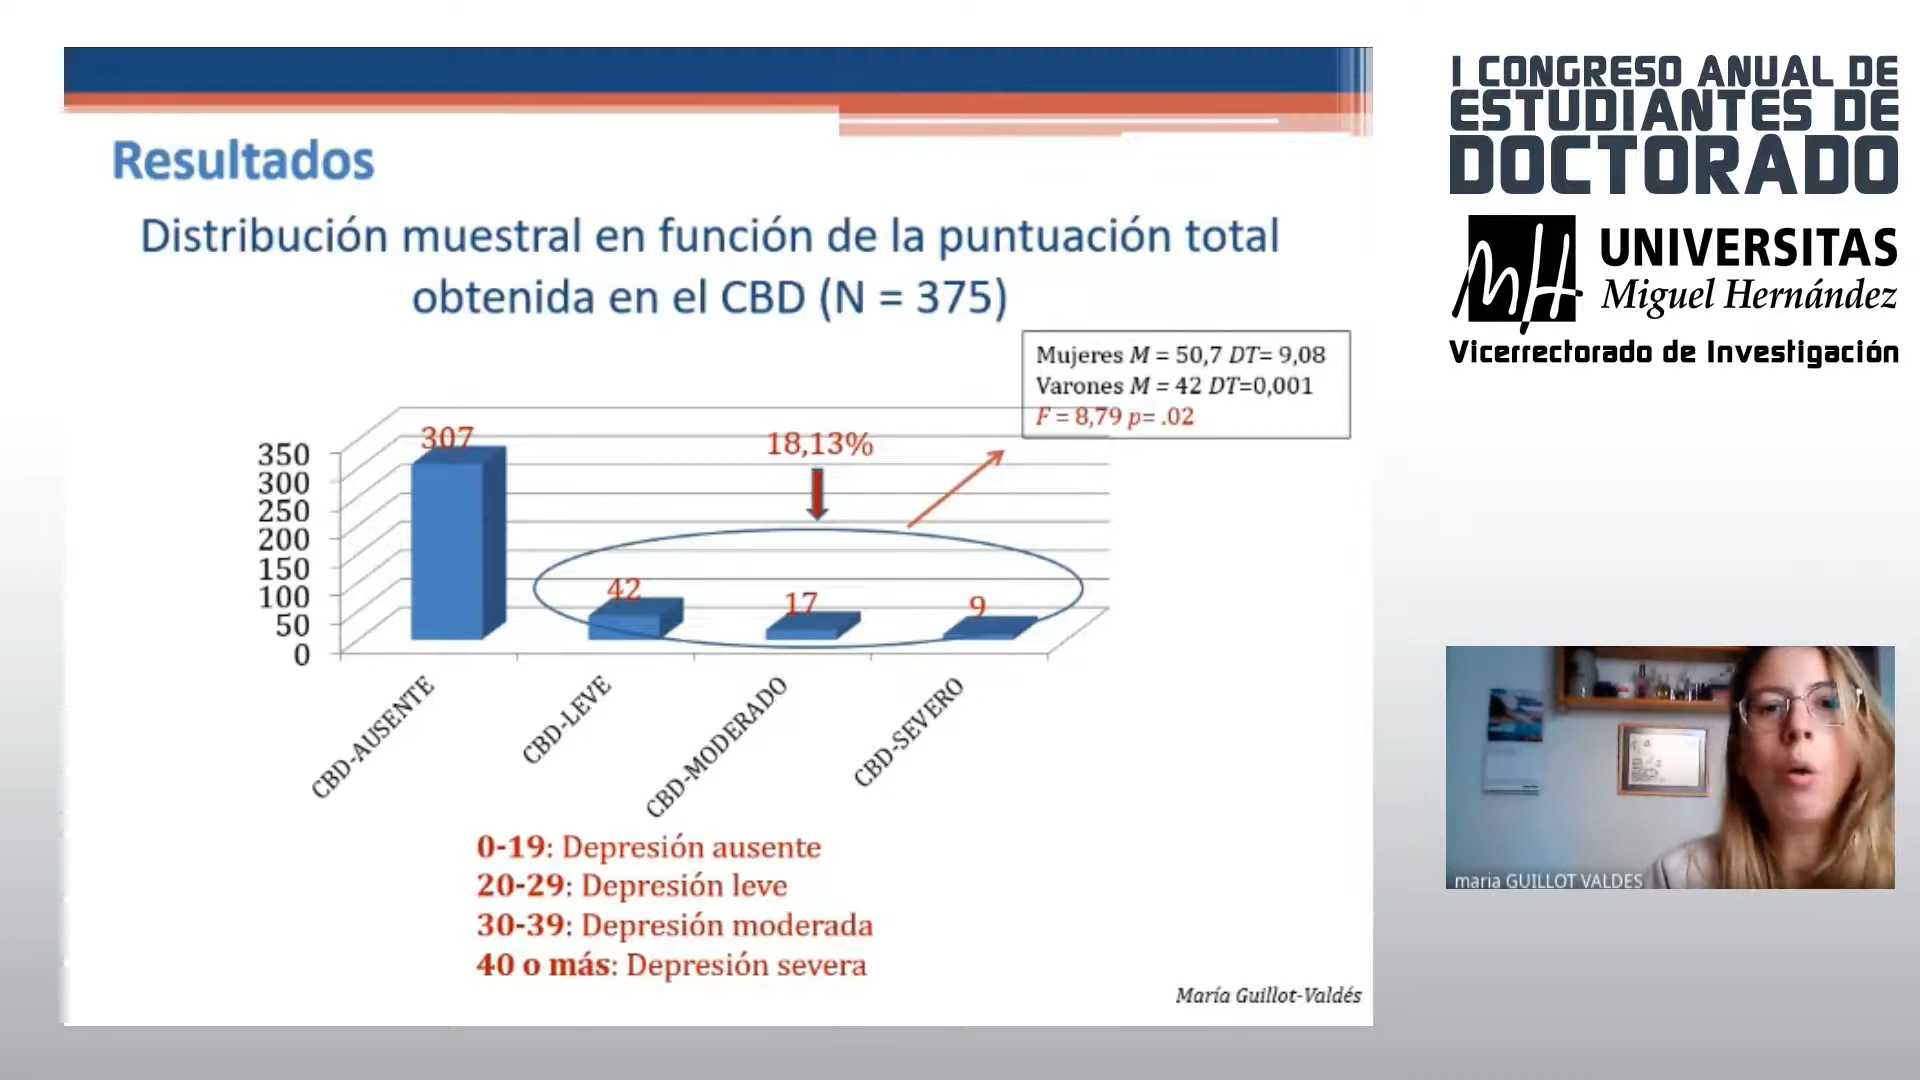 Resultados
Distribución muestral en función de la puntuación total
obtenida en el CBD (N = 375)
Mujeres M = 50,7 DT= 9,08
Varones M = 42 DT=0,001
F = 8,79 p= .02
307
18,13%
42
17
9
350
300
250
200
150
100
50
0
CBD-AUSENTE
CBD-LEVE
CBD-MODERADO
CBD-SEVERO
0-19: Depresión ausente
20-29: Depresión leve
30-39: Depresión moderada
40 o más: Depresión severa
María Guillot-Valdés
I CONGRESO ANUAL DE
ESTUDIANTES DE
DOCTORADO
UNIVERSITAS
Miguel Hernández
Vicerrectorado de Investigación
maria GUILLOT VALDES